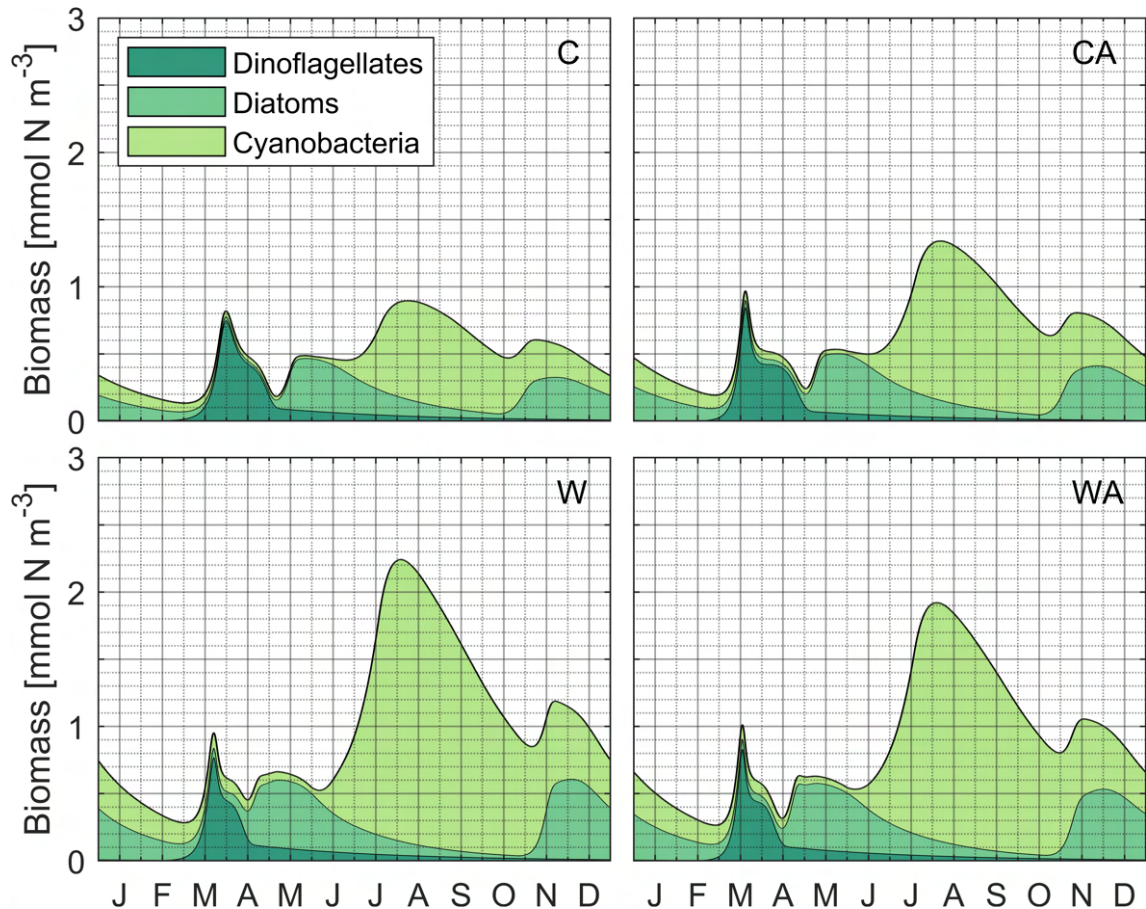 3
2
1
0
Biomass [mmol N m⁻³]
Dinoflagellates
Diatoms
Cyanobacteria
C
CA
3
2
1
0
Biomass [mmol N m⁻³]
W
WA
J F M A M J J A S O N D
J F M A M J J A S O N D